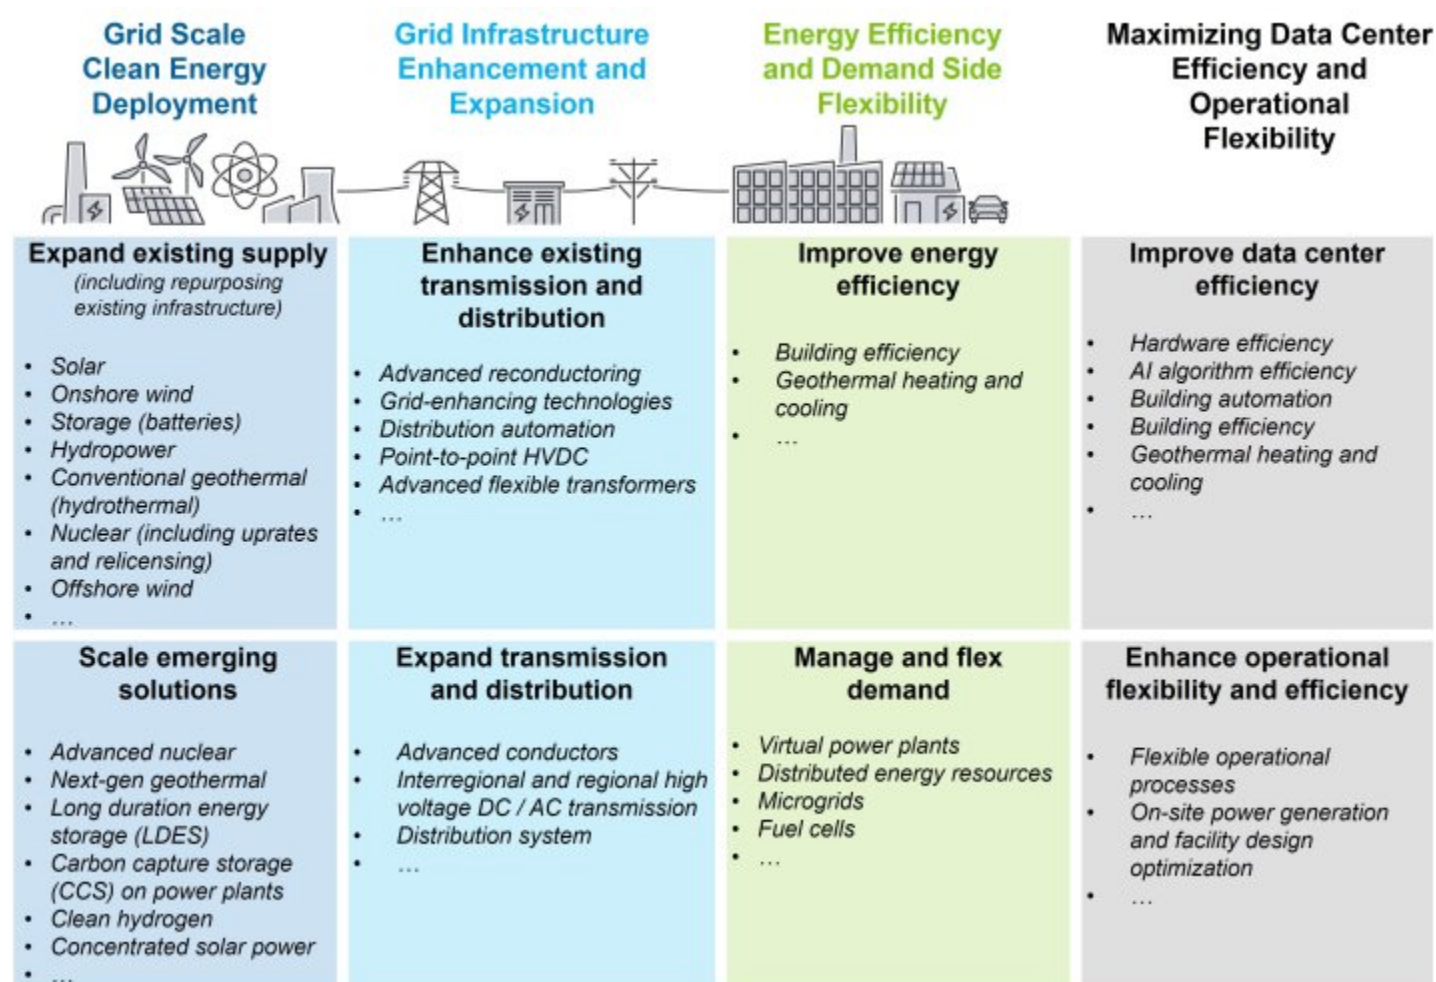 Grid Scale
Clean Energy
Deployment
Grid Infrastructure
Enhancement and
Expansion
Energy Efficiency
and Demand Side
Flexibility
Maximizing Data Center
Efficiency and
Operational
Flexibility
Expand existing supply
(including repurposing
existing infrastructure)
• Solar
• Onshore wind
• Storage (batteries)
• Hydropower
• Conventional geothermal
(hydrothermal)
• Nuclear (including uprates
and relicensing)
• Offshore wind
• …
Enhance existing
transmission and
distribution
• Advanced reconductoring
• Grid-enhancing technologies
• Distribution automation
• Point-to-point HVDC
• Advanced flexible transformers
• …
Improve energy
efficiency
• Building efficiency
• Geothermal heating and
cooling
• …
Improve data center
efficiency
• Hardware efficiency
• AI algorithm efficiency
• Building automation
• Building efficiency
• Geothermal heating and
cooling
• …
Scale emerging
solutions
• Advanced nuclear
• Next-gen geothermal
• Long duration energy
storage (LDES)
• Carbon capture storage
(CCS) on power plants
• Clean hydrogen
• Concentrated solar power
• …
Expand transmission
and distribution
• Advanced conductors
• Interregional and regional high
voltage DC / AC transmission
• Distribution system
• …
Manage and flex
demand
• Virtual power plants
• Distributed energy resources
• Microgrids
• Fuel cells
• …
Enhance operational
flexibility and efficiency
• Flexible operational
processes
• On-site power generation
and facility design
optimization
• …